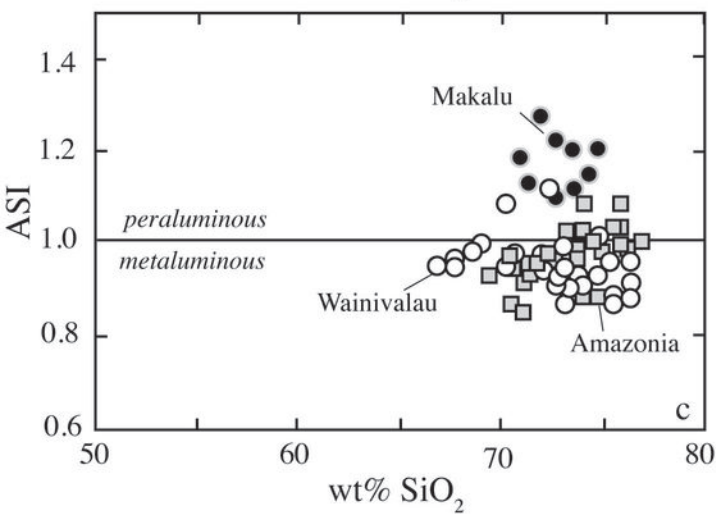 1.4
Makalu
1.2
ASI
peraluminous
1.0
metaluminous
Wainivalau
0.8
Amazonia
c
0.6
50
60
70
80
wt% SiO₂